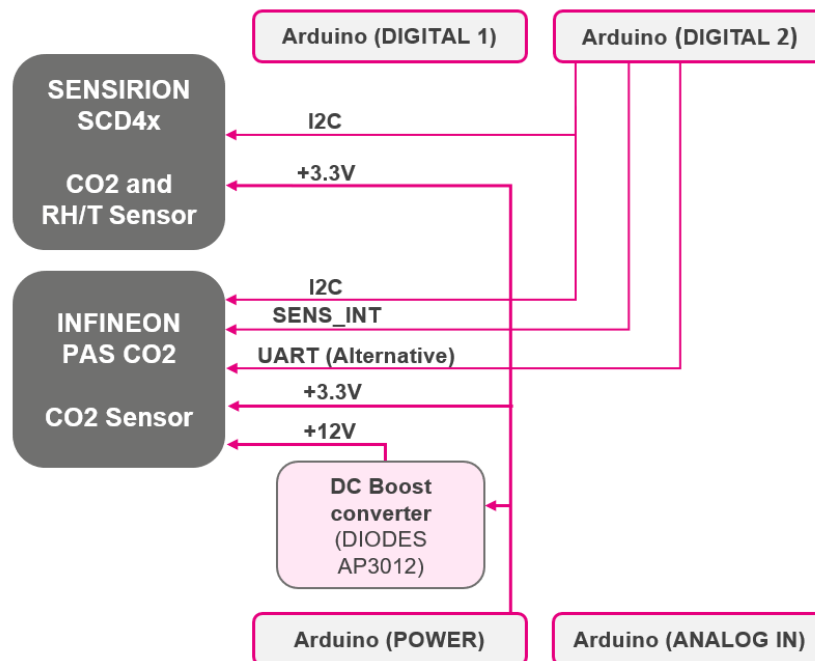 Arduino (DIGITAL 1)
Arduino (DIGITAL 2)
SENSIRION
SCD4x
CO2 and
RH/T Sensor
I2C
+3.3V
INFINEON
PAS CO2
CO2 Sensor
I2C
SENS_INT
UART (Alternative)
+3.3V
+12V
DC Boost
converter
(DIODES
AP3012)
Arduino (POWER)
Arduino (ANALOG IN)